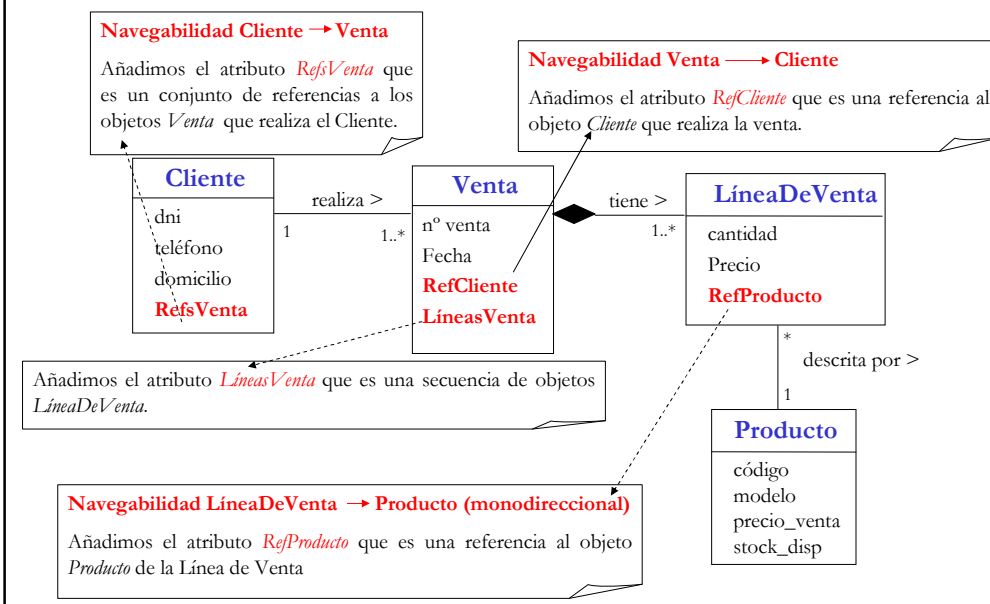 Navegabilidad Cliente → Venta
Añadimos el atributo RefsVenta que
es un conjunto de referencias a los
objetos Venta que realiza el Cliente.
Navegabilidad Venta → Cliente
Añadimos el atributo RefCliente que es una referencia al
objeto Cliente que realiza la venta.
Cliente
dni
teléfono
domicilio
RefsVenta
realiza >
1
1..*
Venta
nº venta
Fecha
RefCliente
LíneasVenta
tiene >
1..*
LíneaDeVenta
cantidad
Precio
RefProducto
Añadimos el atributo LíneasVenta que es una secuencia de objetos
LíneaDeVenta.
*
descrita por >
1
Producto
código
modelo
precio_venta
stock_disp
Navegabilidad LíneaDeVenta → Producto (monodireccional)
Añadimos el atributo RefProducto que es una referencia al objeto
Producto de la Línea de Venta